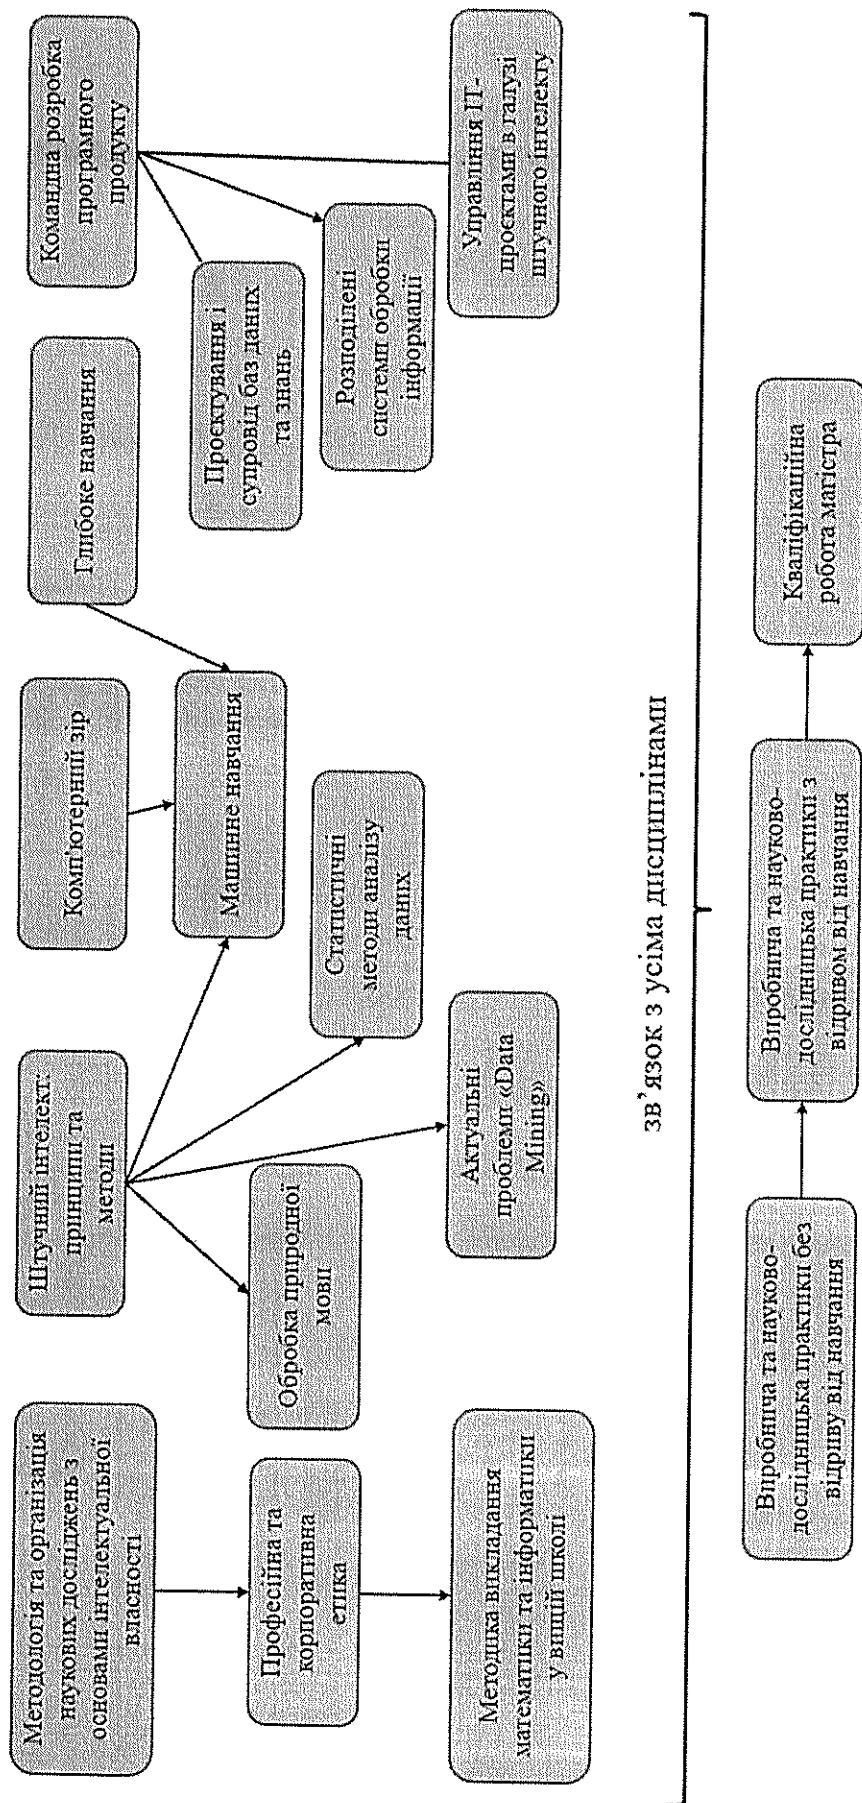 Методологія та організація
наукових досліджень з
основами інтелектуальної
власності
Штучний інтелект:
принципи та
методи
Комп'ютерний зір
Глибоке навчання
Командна розробка
програмного
продукту
Професійна та
корпоративна
етика
Обробка природної
мови
Машинне навчання
Проєктування і
супровід баз даних
та знань
Статистичні
методи аналізу
даних
Розподілені
системи обробки
інформації
Методика викладання
математики та інформатики
у вищій школі
Актуальні
проблеми «Data
Mining»
Управління ІТ-
проєктами в галузі
штучного інтелекту
зв’язок з усіма дисциплінами
Виробнича та науково-
дослідницька практики без
відриву від навчання
Виробнича та науково-
дослідницька практики з
відривом від навчання
Кваліфікаційна
робота магістра